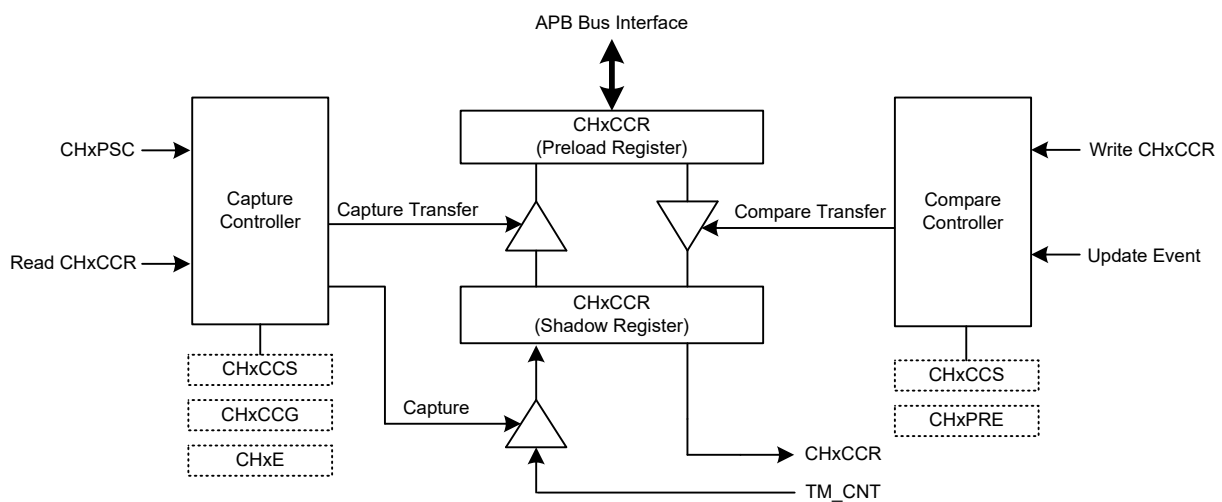 APB Bus Interface
CHxCCR
(Preload Register)
CHxPSC
Write CHxCCR
Capture
Controller
Capture Transfer
Compare Transfer
Compare
Controller
Read CHxCCR
Update Event
CHxCCR
(Shadow Register)
CHxCCS
CHxCCS
CHxCCG
Capture
CHxPRE
CHxE
CHxCCR
TM_CNT